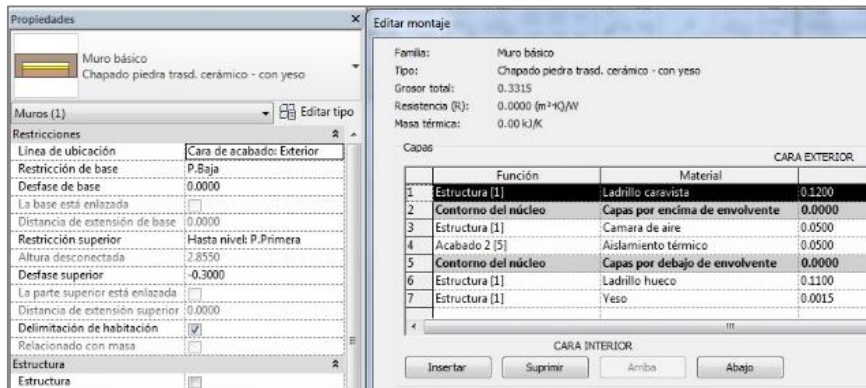 Propiedades
Muro básico
Chapado piedra trasd. cerámico - con yeso
Muros (1)
Editar tipo
Restricciones
Línea de ubicación Cara de acabado: Exterior
Restricción de base P.Baja
Desfase de base 0.0000
La base está enlazada
Distancia de extensión de base 0.0000
Restricción superior Hasta nivel: P.Primera
Altura desconectada 2.8550
Desfase superior -0.3000
La parte superior está enlazada
Distancia de extensión superior 0.0000
Delimitación de habitación
Relacionado con masa
Estructura
Estructura
Editar montaje
Familia: Muro básico
Tipo: Chapado piedra trasd. cerámico - con yeso
Grosor total: 0.3315
Resistencia (R): 0.0000 (m²·K)/W
Masa térmica: 0.00 kJ/K
Capas
CARA EXTERIOR
Función Material
1 Estructura [1] Ladrillo caravista 0.1200
2 Contorno del núcleo Capas por encima de envolvente 0.0000
3 Estructura [1] Camara de aire 0.0500
4 Acabado 2 [5] Aislamiento térmico 0.0500
5 Contorno del núcleo Capas por debajo de envolvente 0.0000
6 Estructura [1] Ladrillo hueco 0.1100
7 Estructura [1] Yeso 0.0015
CARA INTERIOR
Insertar Suprimir Arriba Abajo